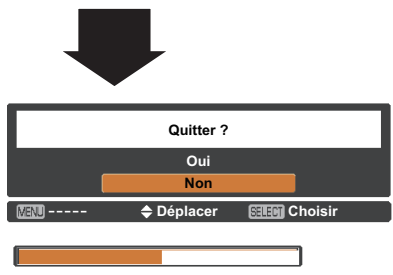 Quitter ?
Oui
Non
MENU ----- Déplacer SELECT Choisir